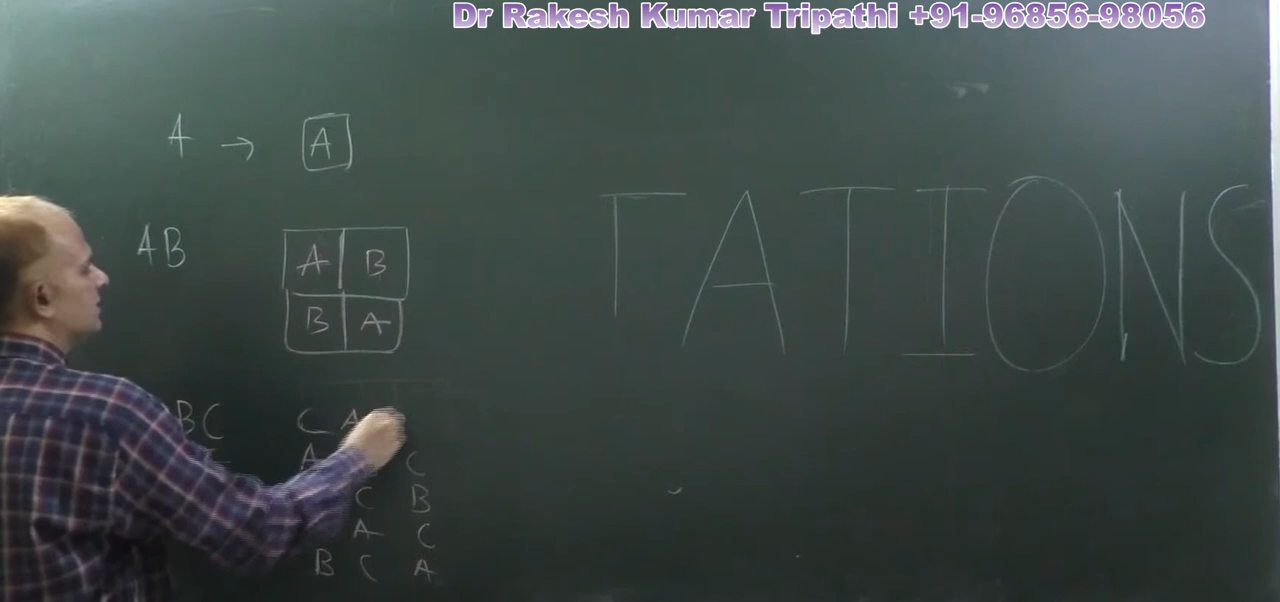 Dr Rakesh Kumar Tripathi +91-96856-98056
A → A
TATIONS
AB
A B
B A
BC
C A
A C
C B
A C
B C A